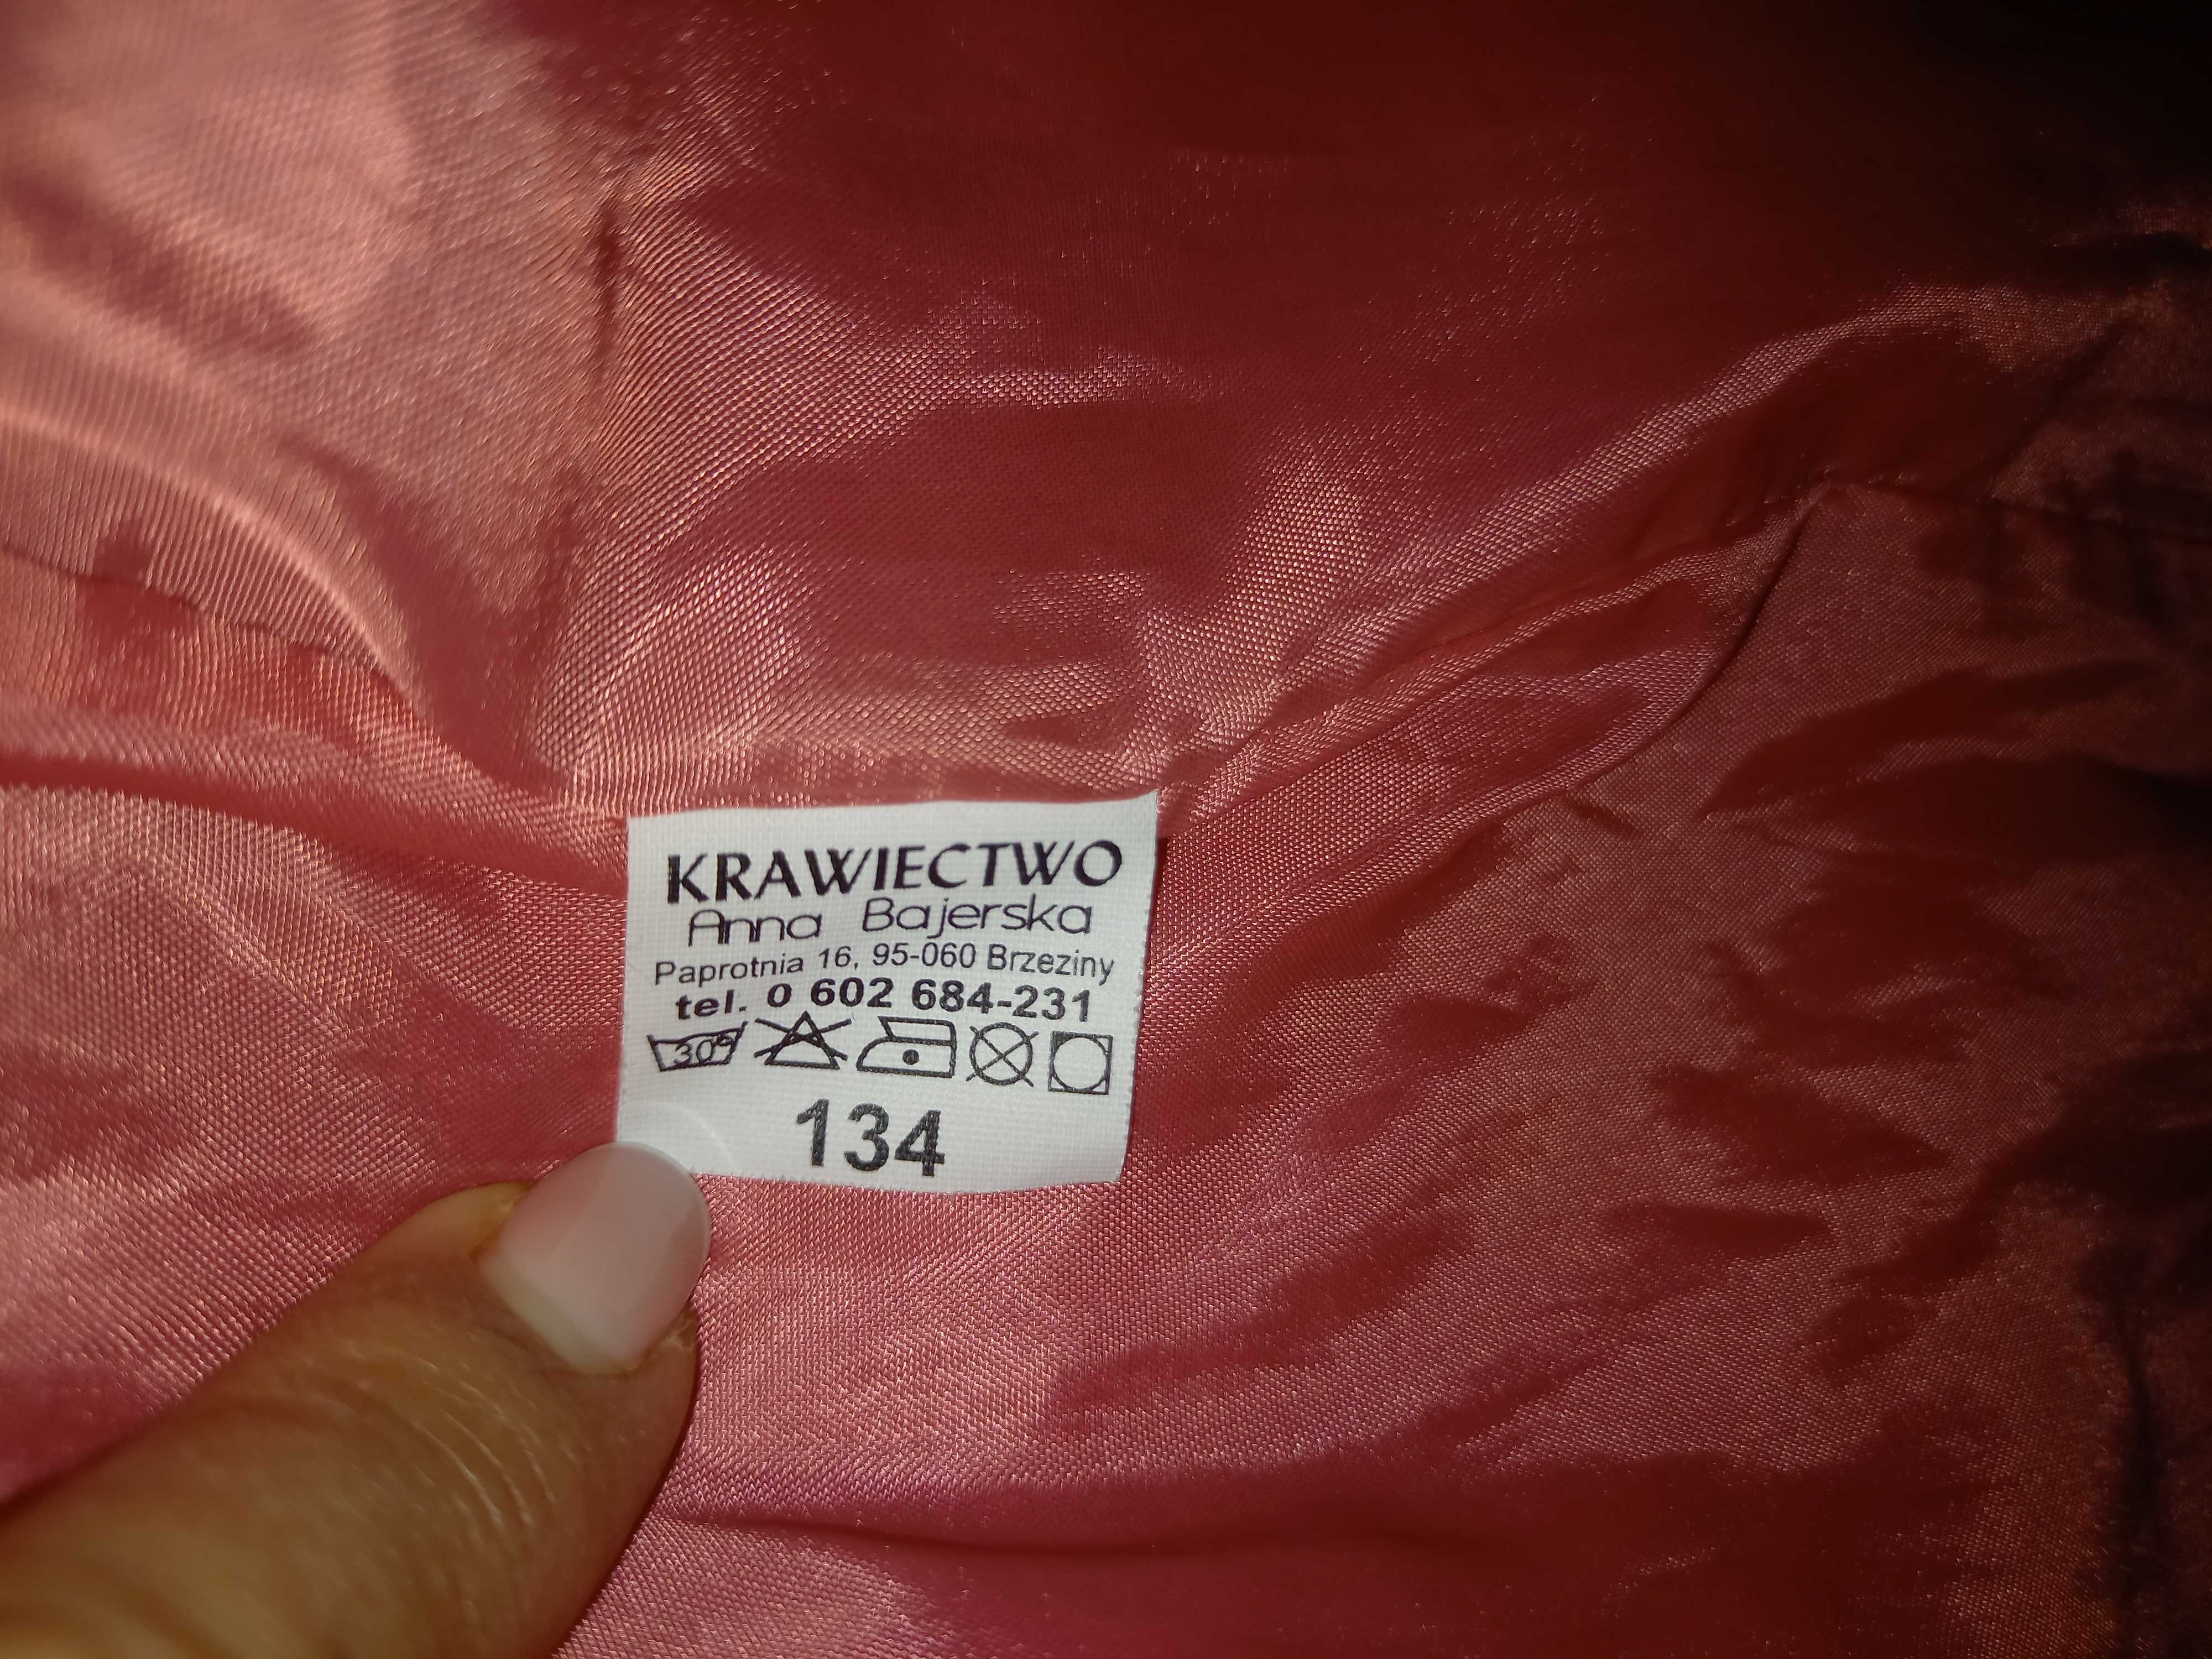 KRAWIECTWO
Anna Bajerska
Paprotnia 16, 95-060 Brzeziny
tel. 0 602 684-231
30°
134